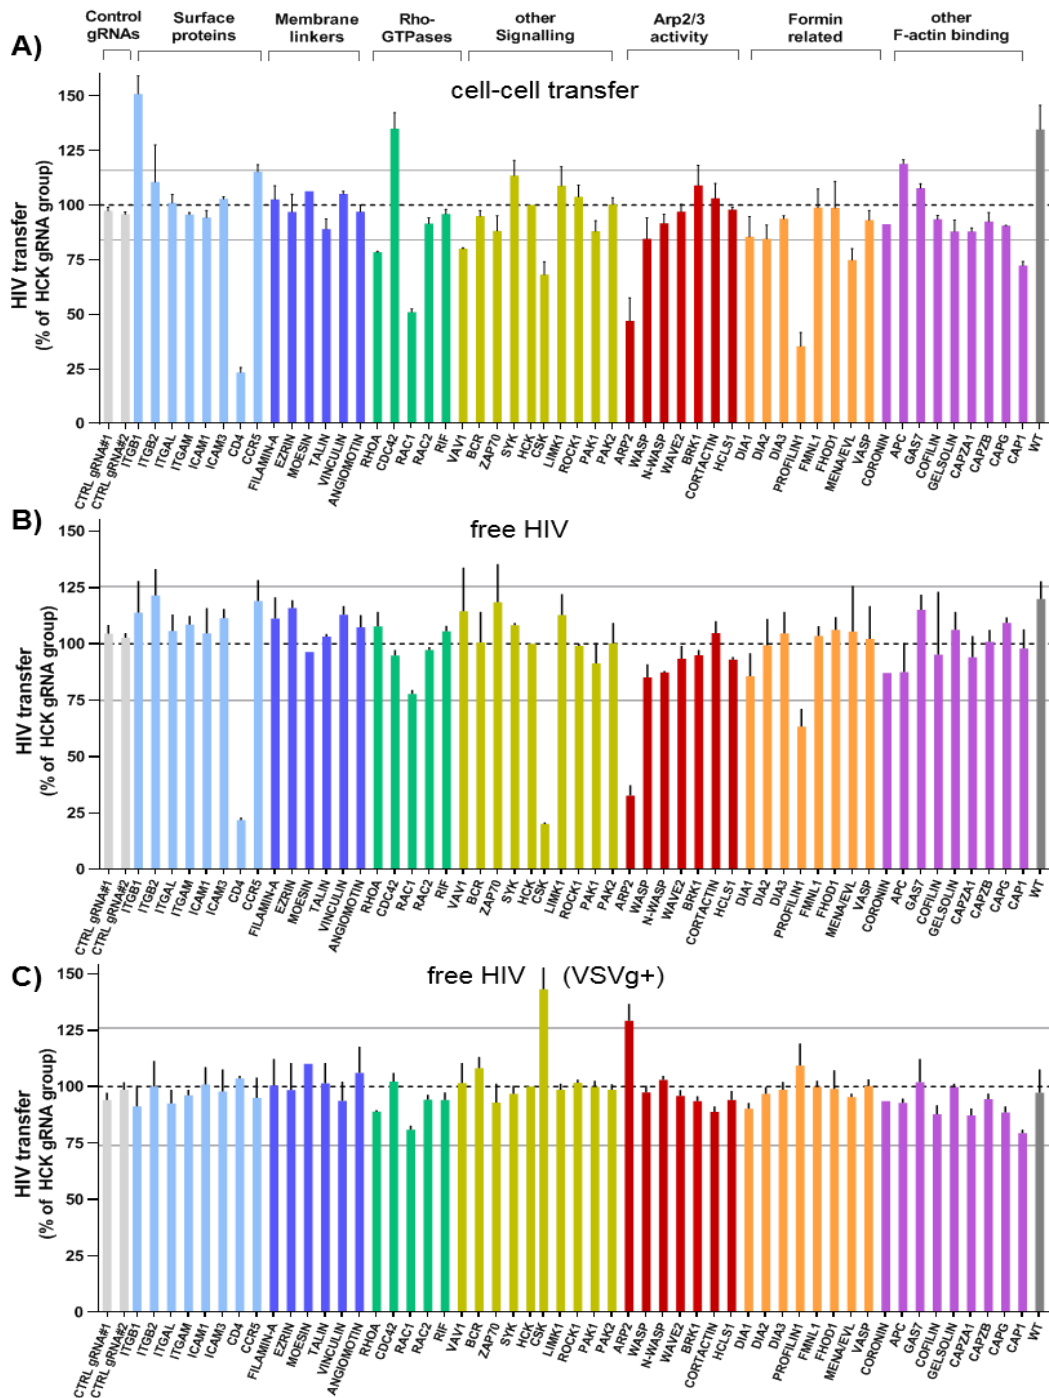 Control
gRNAs
Surface
proteins
Membrane
linkers
Rho-
GTPases
other
Signalling
Arp2/3
activity
Formin
related
other
F-actin binding
A)
cell-cell transfer
HIV transfer
(% of HCK gRNA group)
150
125
100
75
50
25
0
CTRL gRNA#1
CTRL gRNA#2
ITGB1
ITGB2
ITGAL
ITGAM
ICAM1
ICAM3
CD4
CCR5
FILAMIN-A
EZRIN
MOESIN
TALIN
VINCULIN
ANGIOMOTIN
RHOA
CDC42
RAC1
RAC2
RIF
VAV1
BCR
ZAP70
SYK
HCK
CSK
LIMK1
ROCK1
PAK1
PAK2
ARP2
WASP
N-WASP
WAVE2
BRK1
CORTACTIN
HCLS1
DIA1
DIA2
DIA3
PROFILIN1
FMNL1
FHOD1
MENA/EVL
VASP
CORONIN
APC
GAS7
COFILIN
GELSOLIN
CAPZA1
CAPZB
CAPG
CAP1
WT
B)
free HIV
HIV transfer
(% of HCK gRNA group)
150
125
100
75
50
25
0
CTRL gRNA#1
CTRL gRNA#2
ITGB1
ITGB2
ITGAL
ITGAM
ICAM1
ICAM3
CD4
CCR5
FILAMIN-A
EZRIN
MOESIN
TALIN
VINCULIN
ANGIOMOTIN
RHOA
CDC42
RAC1
RAC2
RIF
VAV1
BCR
ZAP70
SYK
HCK
CSK
LIMK1
ROCK1
PAK1
PAK2
ARP2
WASP
N-WASP
WAVE2
BRK1
CORTACTIN
HCLS1
DIA1
DIA2
DIA3
PROFILIN1
FMNL1
FHOD1
MENA/EVL
VASP
CORONIN
APC
GAS7
COFILIN
GELSOLIN
CAPZA1
CAPZB
CAPG
CAP1
WT
C)
free HIV (VSVg+)
HIV transfer
(% of HCK gRNA group)
150
125
100
75
50
25
0
CTRL gRNA#1
CTRL gRNA#2
ITGB1
ITGB2
ITGAL
ITGAM
ICAM1
ICAM3
CD4
CCR5
FILAMIN-A
EZRIN
MOESIN
TALIN
VINCULIN
ANGIOMOTIN
RHOA
CDC42
RAC1
RAC2
RIF
VAV1
BCR
ZAP70
SYK
HCK
CSK
LIMK1
ROCK1
PAK1
PAK2
ARP2
WASP
N-WASP
WAVE2
BRK1
CORTACTIN
HCLS1
DIA1
DIA2
DIA3
PROFILIN1
FMNL1
FHOD1
MENA/EVL
VASP
CORONIN
APC
GAS7
COFILIN
GELSOLIN
CAPZA1
CAPZB
CAPG
CAP1
WT